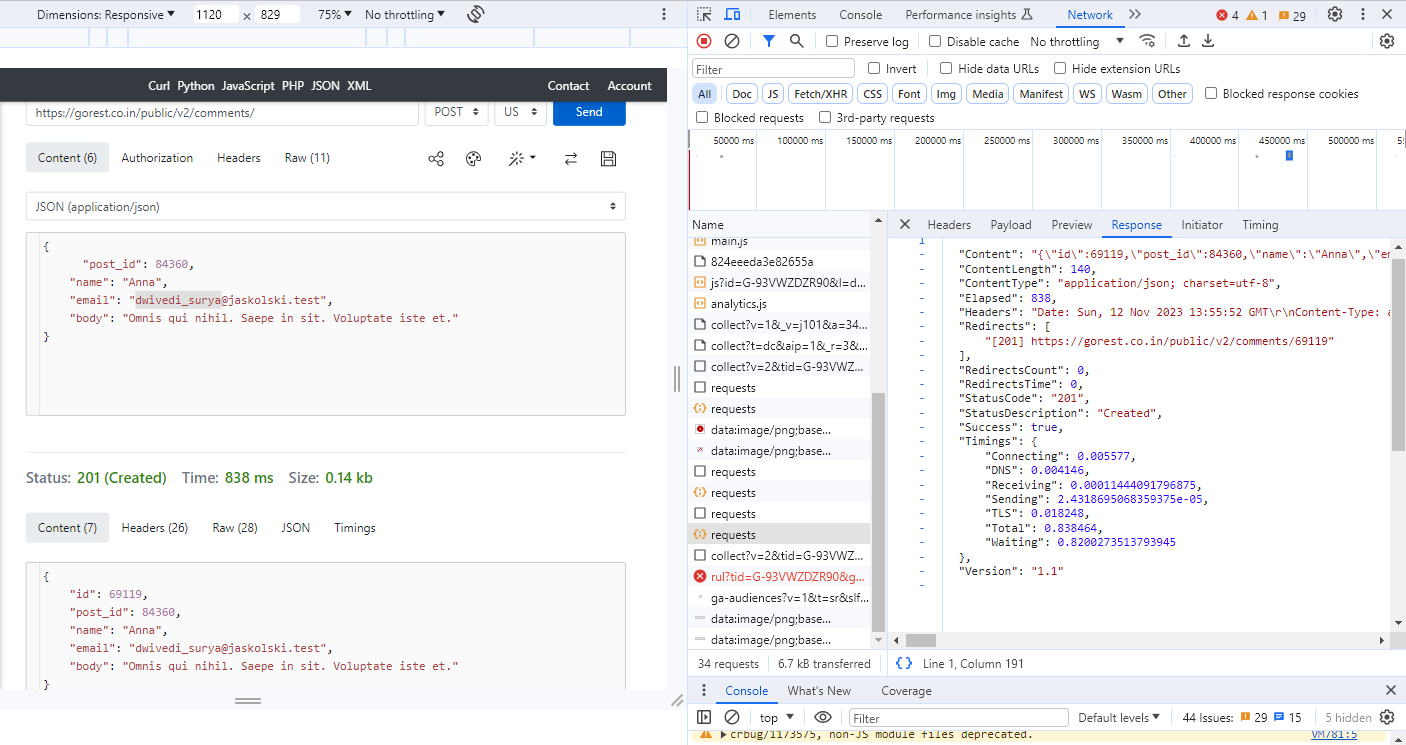 Dimensions: Responsive ▼ 1120 × 829 75% ▼ No throttling ▼
Curl Python JavaScript PHP JSON XML Contact Account
https://gorest.co.in/public/v2/comments/ POST US Send
Content (6) Authorization Headers Raw (11)
JSON (application/json)
{
"post_id": 84360,
"name": "Anna",
"email": "dwivedi_surya@jaskolski.test",
"body": "Omnis qui nihil. Saepe in sit. Voluptate iste et."
}
Status: 201 (Created) Time: 838 ms Size: 0.14 kb
Content (7) Headers (26) Raw (28) JSON Timings
{
"id": 69119,
"post_id": 84360,
"name": "Anna",
"email": "dwivedi_surya@jaskolski.test",
"body": "Omnis qui nihil. Saepe in sit. Voluptate iste et."
}
Elements Console Performance insights Network 4 1 29
Preserve log Disable cache No throttling
Filter Invert Hide data URLs Hide extension URLs
All Doc JS Fetch/XHR CSS Font Img Media Manifest WS Wasm Other Blocked response cookies
Blocked requests 3rd-party requests
50000 ms 100000 ms 150000 ms 200000 ms 250000 ms 300000 ms 350000 ms 400000 ms 450000 ms 500000 ms 5
Name
main.js
824eeeda3e82655a
js?id=G-93VWZDZR90&l=d...
analytics.js
collect?v=1&_v=j101&a=34...
collect?t=dc&aip=1&_r=3&...
collect?v=2&tid=G-93VWZ...
requests
requests
data:image/png;base...
data:image/png;base...
requests
requests
requests
requests
collect?v=2&tid=G-93VWZ...
rul?tid=G-93VWZDZR90&g...
ga-audiences?v=1&t=sr&slf...
data:image/png;base...
data:image/png;base...
34 requests 6.7 kB transferred
Headers Payload Preview Response Initiator Timing
1
- "Content": "{\"id\":69119,\"post_id\":84360,\"name\":\"Anna\",\"em
- "ContentLength": 140,
- "ContentType": "application/json; charset=utf-8",
- "Elapsed": 838,
- "Headers": "Date: Sun, 12 Nov 2023 13:55:52 GMT\r\nContent-Type: a
- "Redirects": [
- "[201] https://gorest.co.in/public/v2/comments/69119"
- ],
- "RedirectsCount": 0,
- "RedirectsTime": 0,
- "StatusCode": "201",
- "StatusDescription": "Created",
- "Success": true,
- "Timings": {
- "Connecting": 0.005577,
- "DNS": 0.004146,
- "Receiving": 0.00011444091796875,
- "Sending": 2.4318695068359375e-05,
- "TLS": 0.018248,
- "Total": 0.838464,
- "Waiting": 0.8200273513793945
- },
- "Version": "1.1"
-
{} Line 1, Column 191
Console What's New Coverage
top ▼ Filter Default levels ▼ 44 Issues: 29 15 5 hidden
crbug/1173575, non-JS module files deprecated. VM781:5